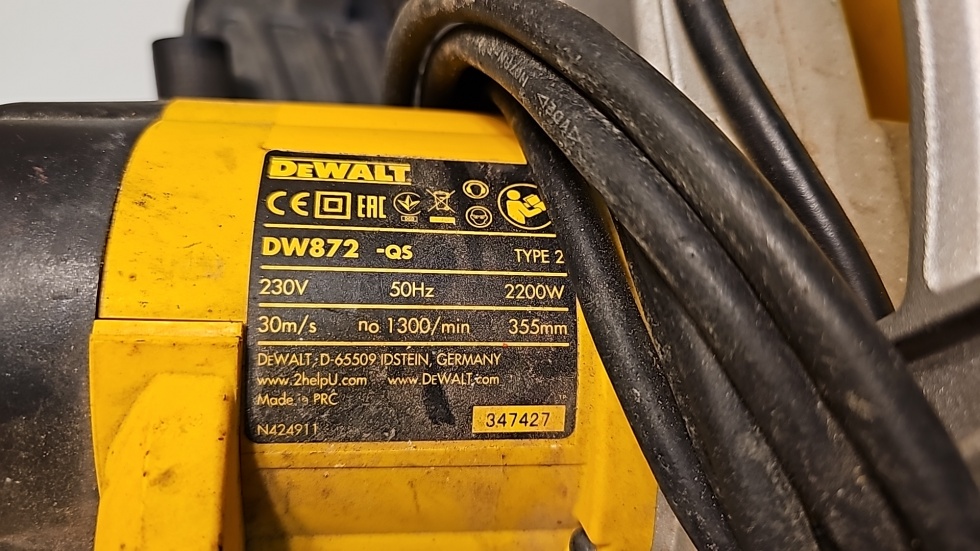 DEWALT
CE EAC
DW872 -QS TYPE 2
230V 50Hz 2200W
30m/s no 1300/min 355mm
DEWALT, D-65509 IDSTEIN, GERMANY
www.2helpU.com www.DEWALT.com
Made in PRC
347427
N424911